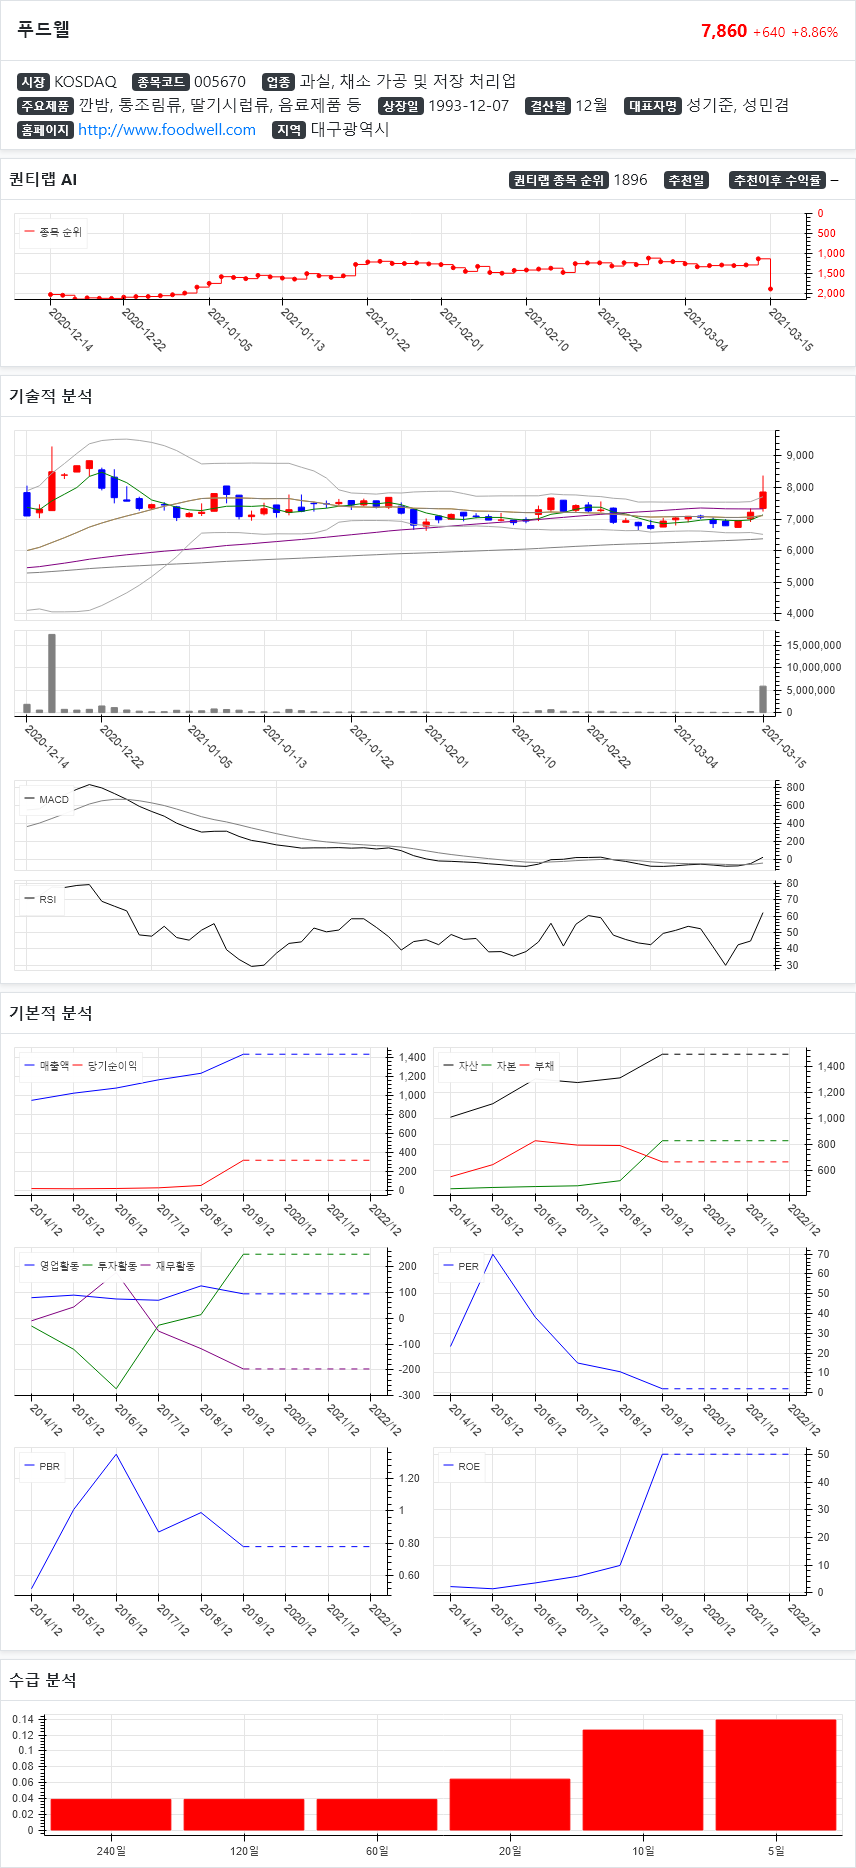 푸드웰
7,860 +640 +8.86%
시장 KOSDAQ 종목코드 005670 업종 과실, 채소 가공 및 저장 처리업
주요제품 깐밤, 통조림류, 딸기시럽류, 음료제품 등 상장일 1993-12-07 결산월 12월 대표자명 성기준, 성민겸
홈페이지 http://www.foodwell.com 지역 대구광역시
퀀티랩 AI 퀀티랩 종목 순위 1896 추천일 추천이후 수익률 –
종목 순위
0
500
1,000
1,500
2,000
2020-12-14 2020-12-22 2021-01-05 2021-01-13 2021-01-22 2021-02-01 2021-02-10 2021-02-22 2021-03-04 2021-03-15
기술적 분석
9,000
8,000
7,000
6,000
5,000
4,000
15,000,000
10,000,000
5,000,000
0
2020-12-14 2020-12-22 2021-01-05 2021-01-13 2021-01-22 2021-02-01 2021-02-10 2021-02-22 2021-03-04 2021-03-15
MACD
800
600
400
200
0
RSI
80
70
60
50
40
30
기본적 분석
매출액 당기순이익
1,400
1,200
1,000
800
600
400
200
0
2014/12 2015/12 2016/12 2017/12 2018/12 2019/12 2020/12 2021/12 2022/12
자산 자본 부채
1,400
1,200
1,000
800
600
2014/12 2015/12 2016/12 2017/12 2018/12 2019/12 2020/12 2021/12 2022/12
영업활동 투자활동 재무활동
200
100
0
-100
-200
-300
2014/12 2015/12 2016/12 2017/12 2018/12 2019/12 2020/12 2021/12 2022/12
PER
70
60
50
40
30
20
10
0
2014/12 2015/12 2016/12 2017/12 2018/12 2019/12 2020/12 2021/12 2022/12
PBR
1.20
1
0.80
0.60
2014/12 2015/12 2016/12 2017/12 2018/12 2019/12 2020/12 2021/12 2022/12
ROE
50
40
30
20
10
0
2014/12 2015/12 2016/12 2017/12 2018/12 2019/12 2020/12 2021/12 2022/12
수급 분석
0.14
0.12
0.1
0.08
0.06
0.04
0.02
0
240일 120일 60일 20일 10일 5일